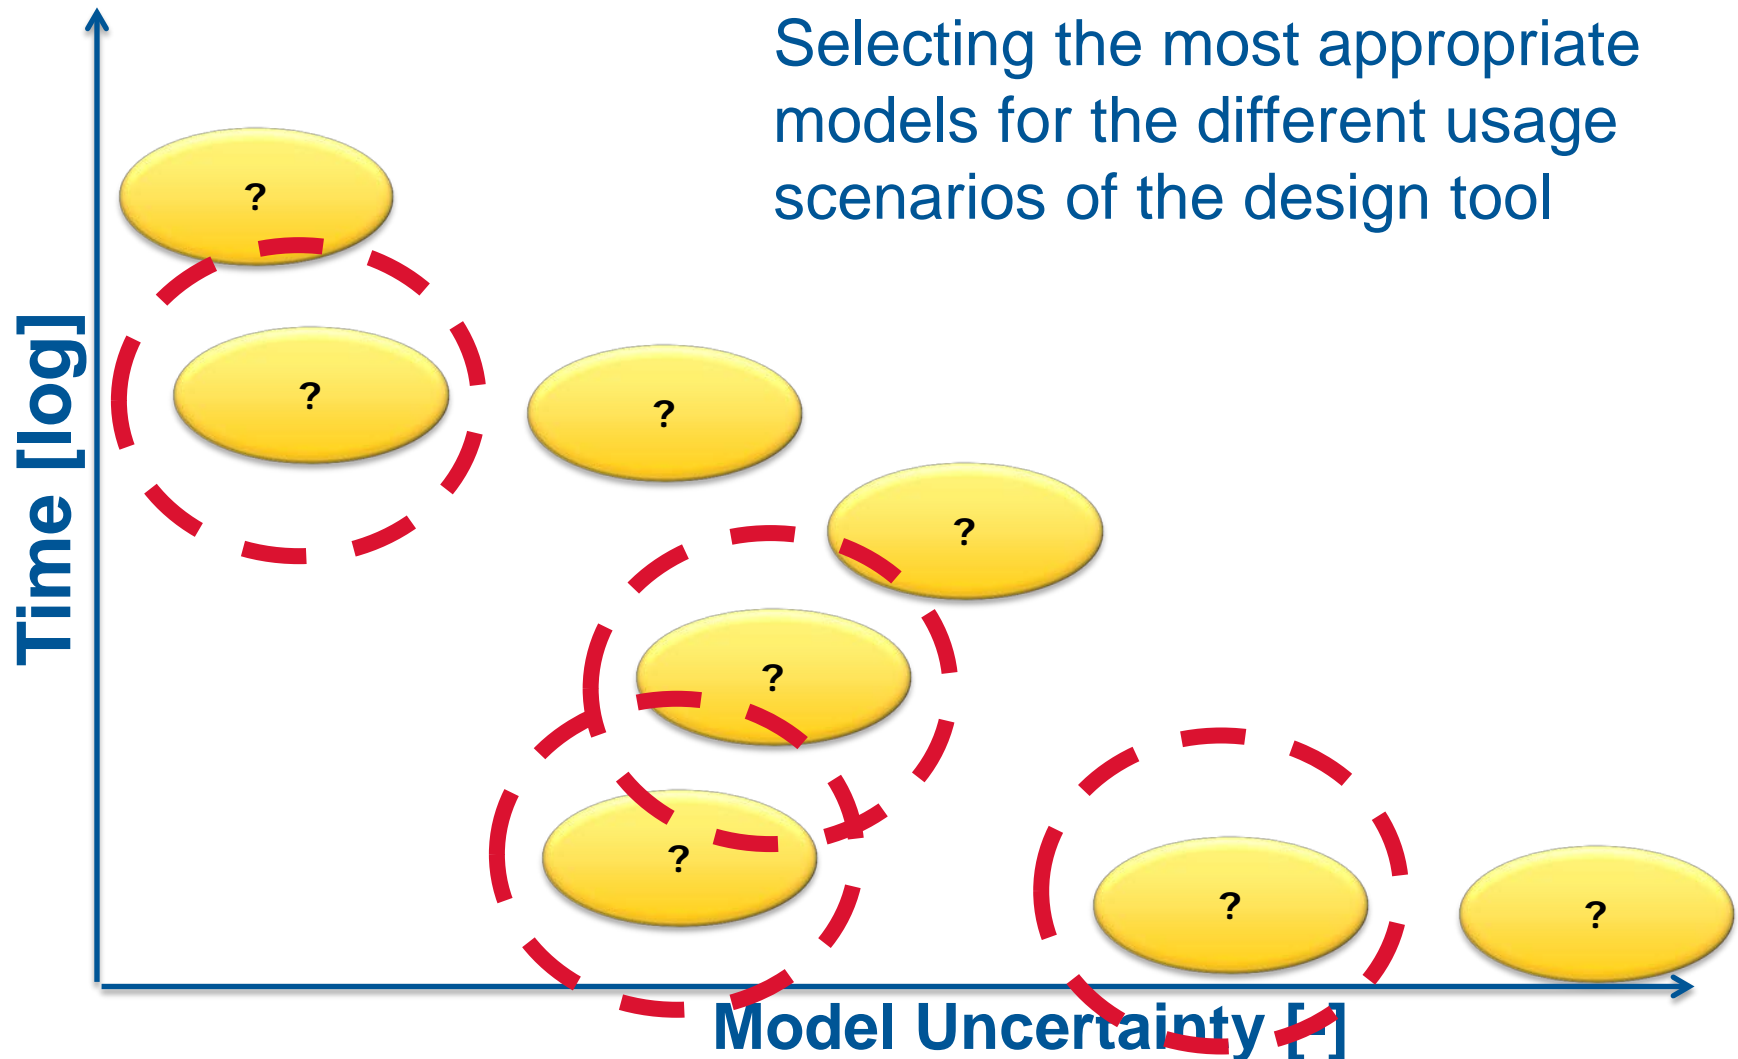 Selecting the most appropriate
models for the different usage
scenarios of the design tool
Time [log]
?
?
?
?
?
?
?
?
Model Uncertainty [-]